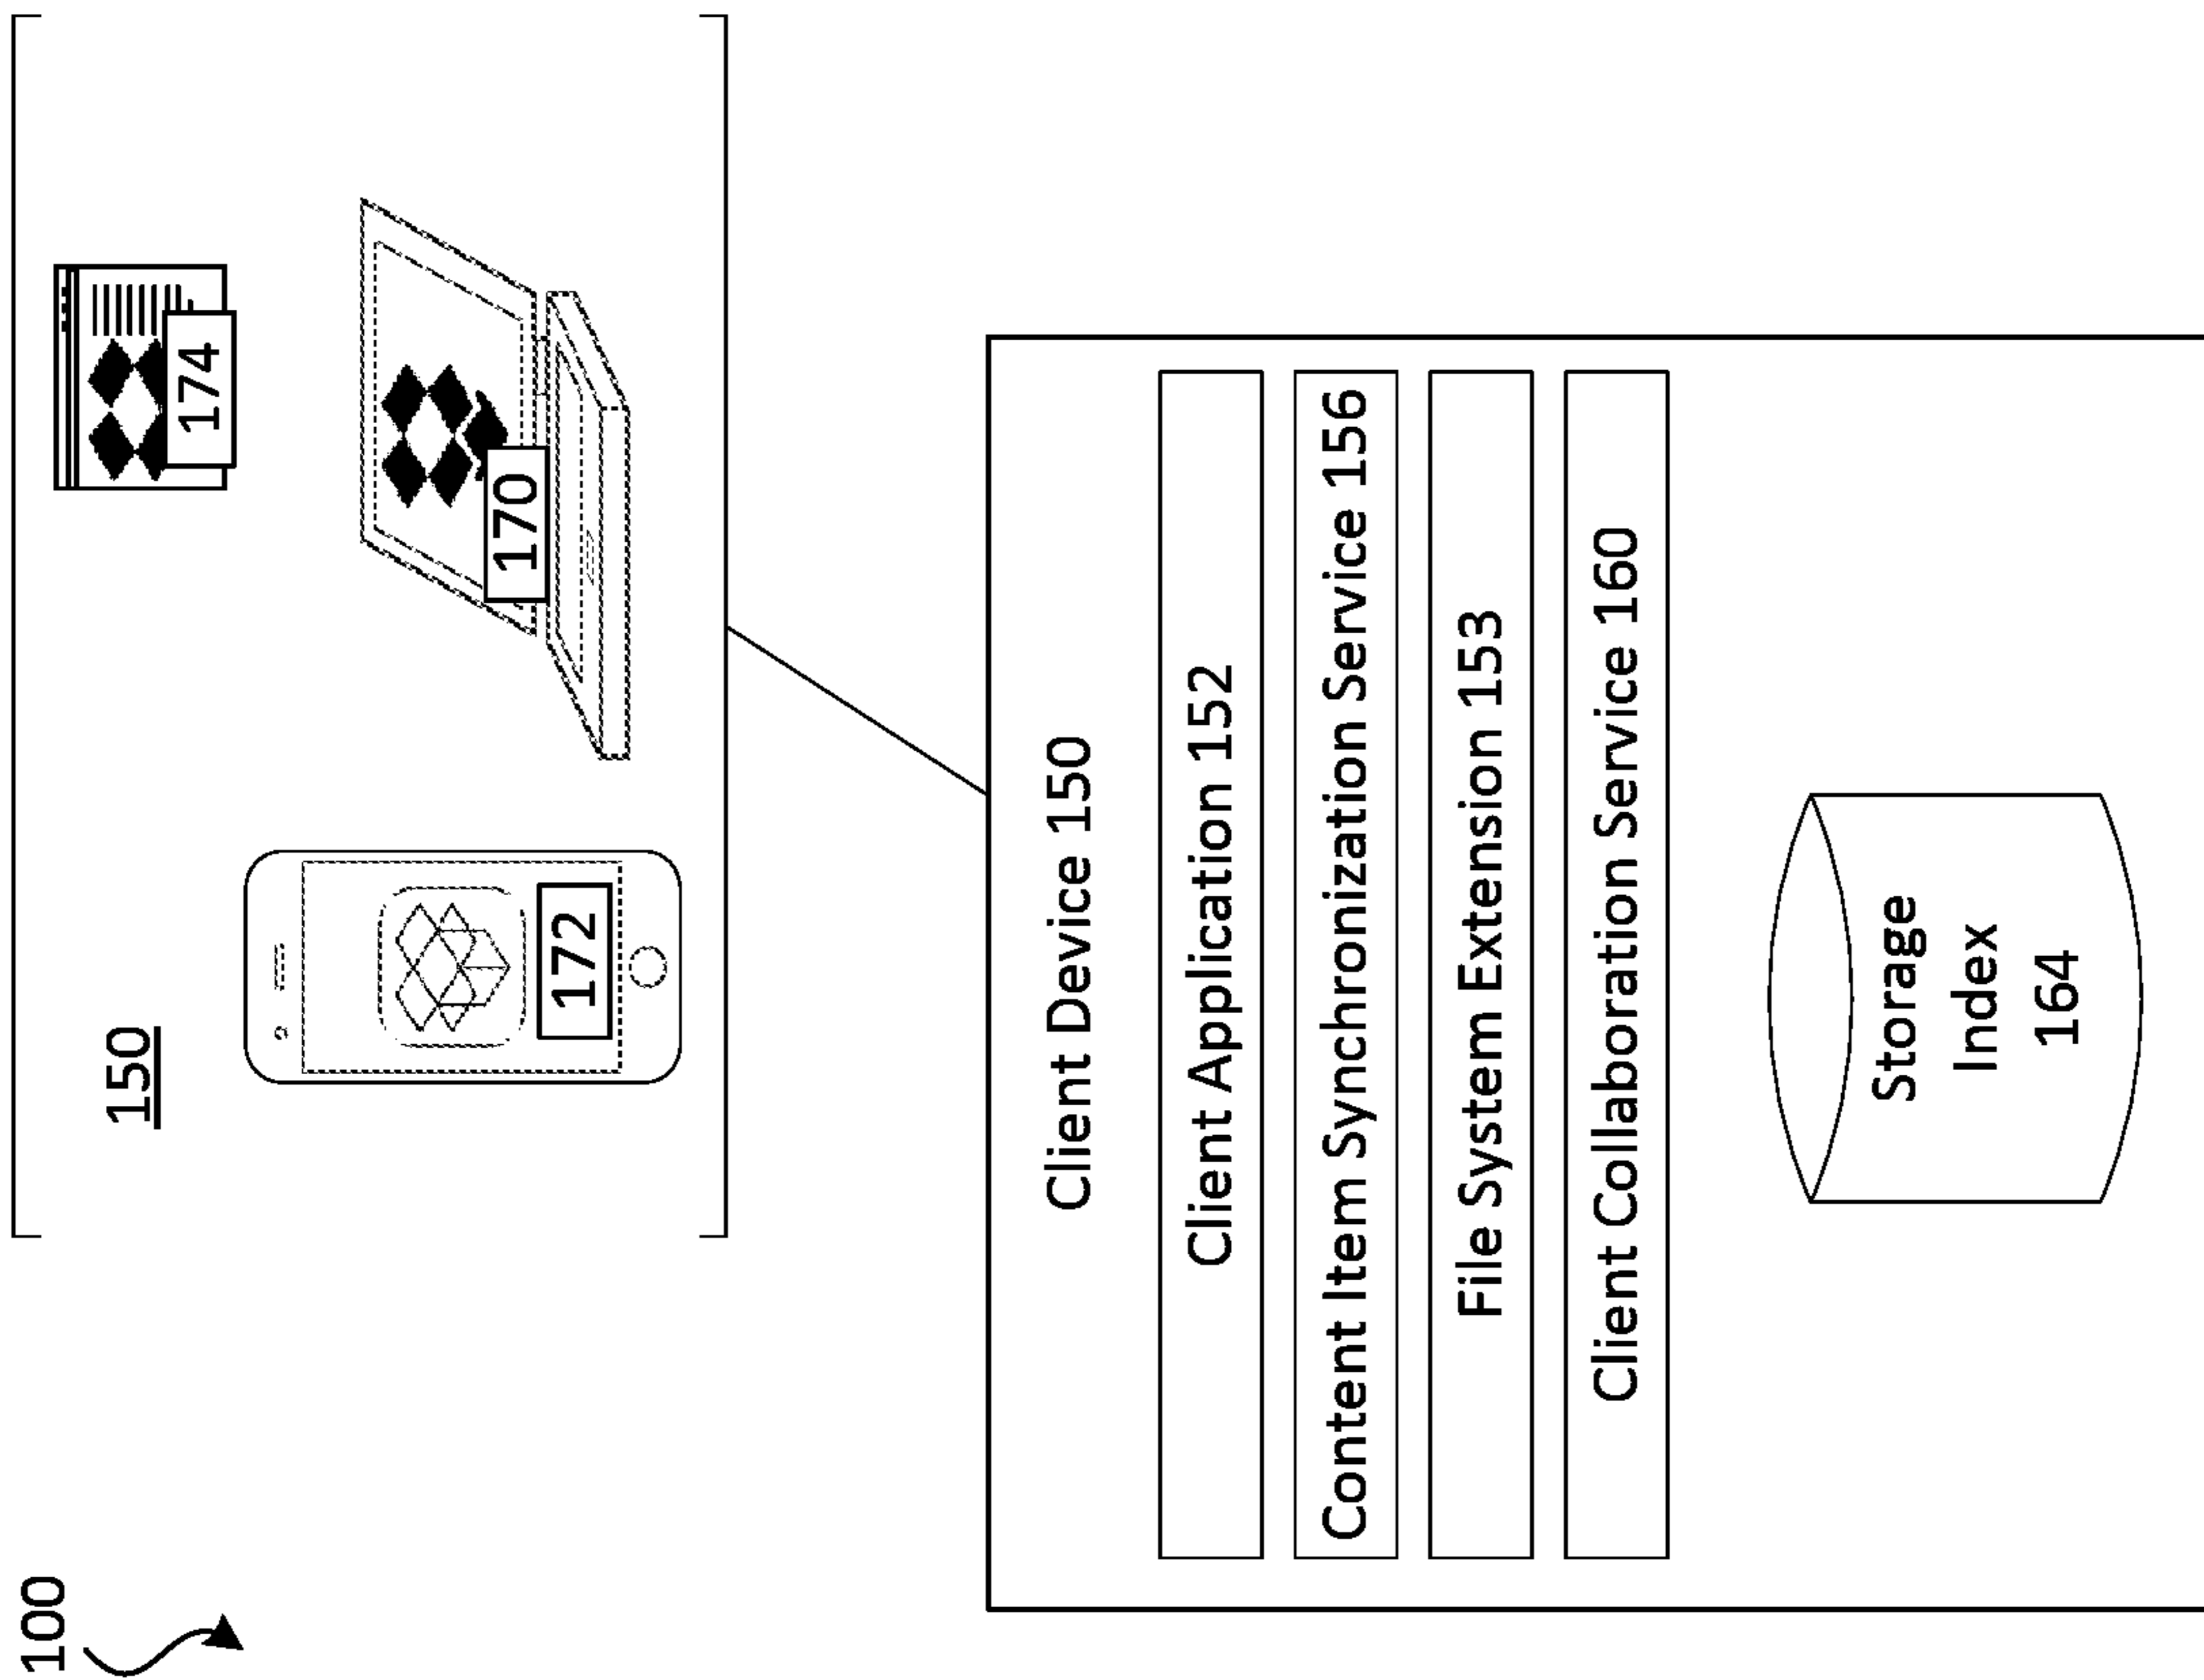 100
150
172
170
174
Client Device 150
Client Application 152
Content Item Synchronization Service 156
File System Extension 153
Client Collaboration Service 160
Storage
Index
164